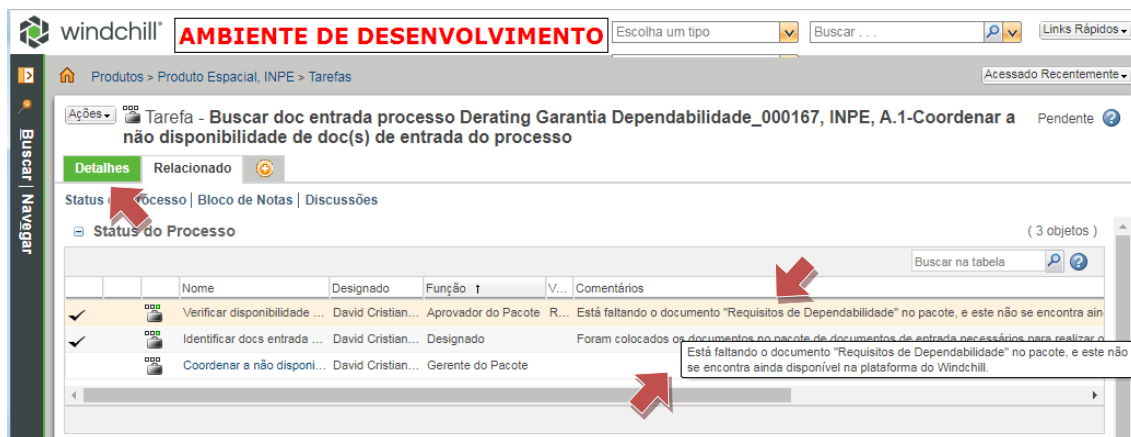 windchill® AMBIENTE DE DESENVOLVIMENTO Escolha um tipo Buscar . . . Links Rápidos
Produtos > Produto Espacial, INPE > Tarefas Acessado Recentemente
Buscar | Navegar
Ações Tarefa - Buscar doc entrada processo Derating Garantia Dependabilidade_000167, INPE, A.1-Coordenar a Pendente
não disponibilidade de doc(s) de entrada do processo
Detalhes Relacionado
Status do Processo | Bloco de Notas | Discussões
Status do Processo ( 3 objetos )
Buscar na tabela
Nome Designado Função V... Comentários
Verificar disponibilidade ... David Cristian... Aprovador do Pacote R... Está faltando o documento "Requisitos de Dependabilidade" no pacote, e este não se encontra ain
Identificar docs entrada ... David Cristian... Designado Foram colocados os documentos no pacote de documentos de entrada necessários para realizar o
Está faltando o documento "Requisitos de Dependabilidade" no pacote, e este não
se encontra ainda disponível na plataforma do Windchill.
Coordenar a não disponi... David Cristian... Gerente do Pacote